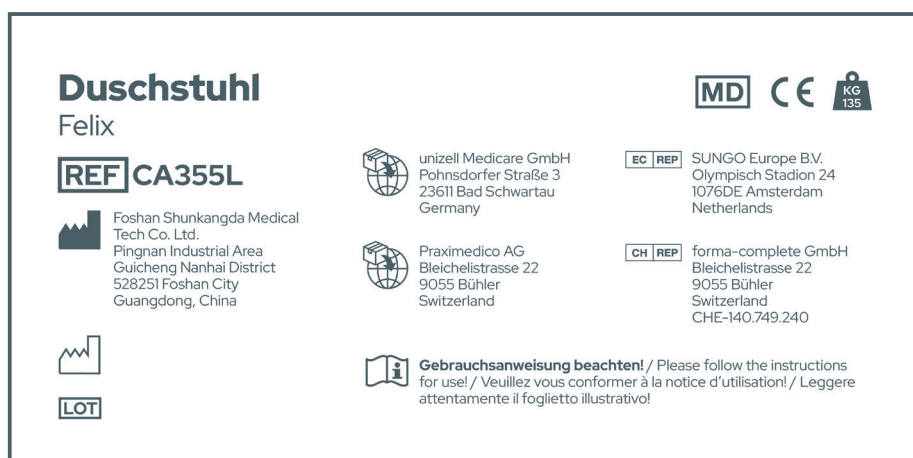 Duschstuhl
Felix
REF CA355L
Foshan Shunkangda Medical
Tech Co. Ltd.
Pingnan Industrial Area
Guicheng Nanhai District
528251 Foshan City
Guangdong, China
LOT
unizell Medicare GmbH
Pohnsdorfer Straße 3
23611 Bad Schwartau
Germany
Praximedico AG
Bleichelistrasse 22
9055 Bühler
Switzerland
MD CE KG
135
EC REP SUNGO Europe B.V.
Olympisch Stadion 24
1076DE Amsterdam
Netherlands
CH REP forma-complete GmbH
Bleichelistrasse 22
9055 Bühler
Switzerland
CHE-140.749.240
Gebrauchsanweisung beachten! / Please follow the instructions
for use! / Veuillez vous conformer à la notice d’utilisation! / Leggere
attentamente il foglietto illustrativo!